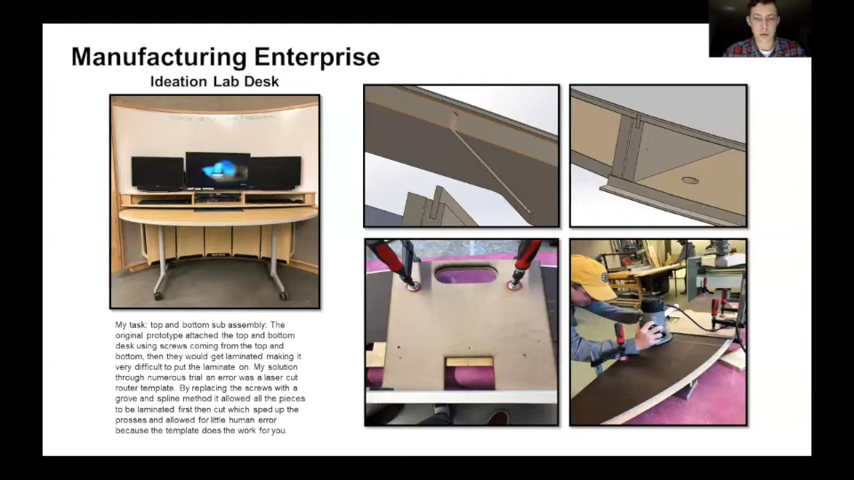 Manufacturing Enterprise
Ideation Lab Desk
My task: top and bottom sub assembly: The
original prototype attached the top and bottom
desk using screws coming from the top and
bottom, then they would get laminated making it
very difficult to put the laminate on. My solution
through numerous trial an error was a laser cut
router template. By replacing the screws with a
grove and spline method it allowed all the pieces
to be laminated first then cut which sped up the
prosses and allowed for little human error
because the template does the work for you.